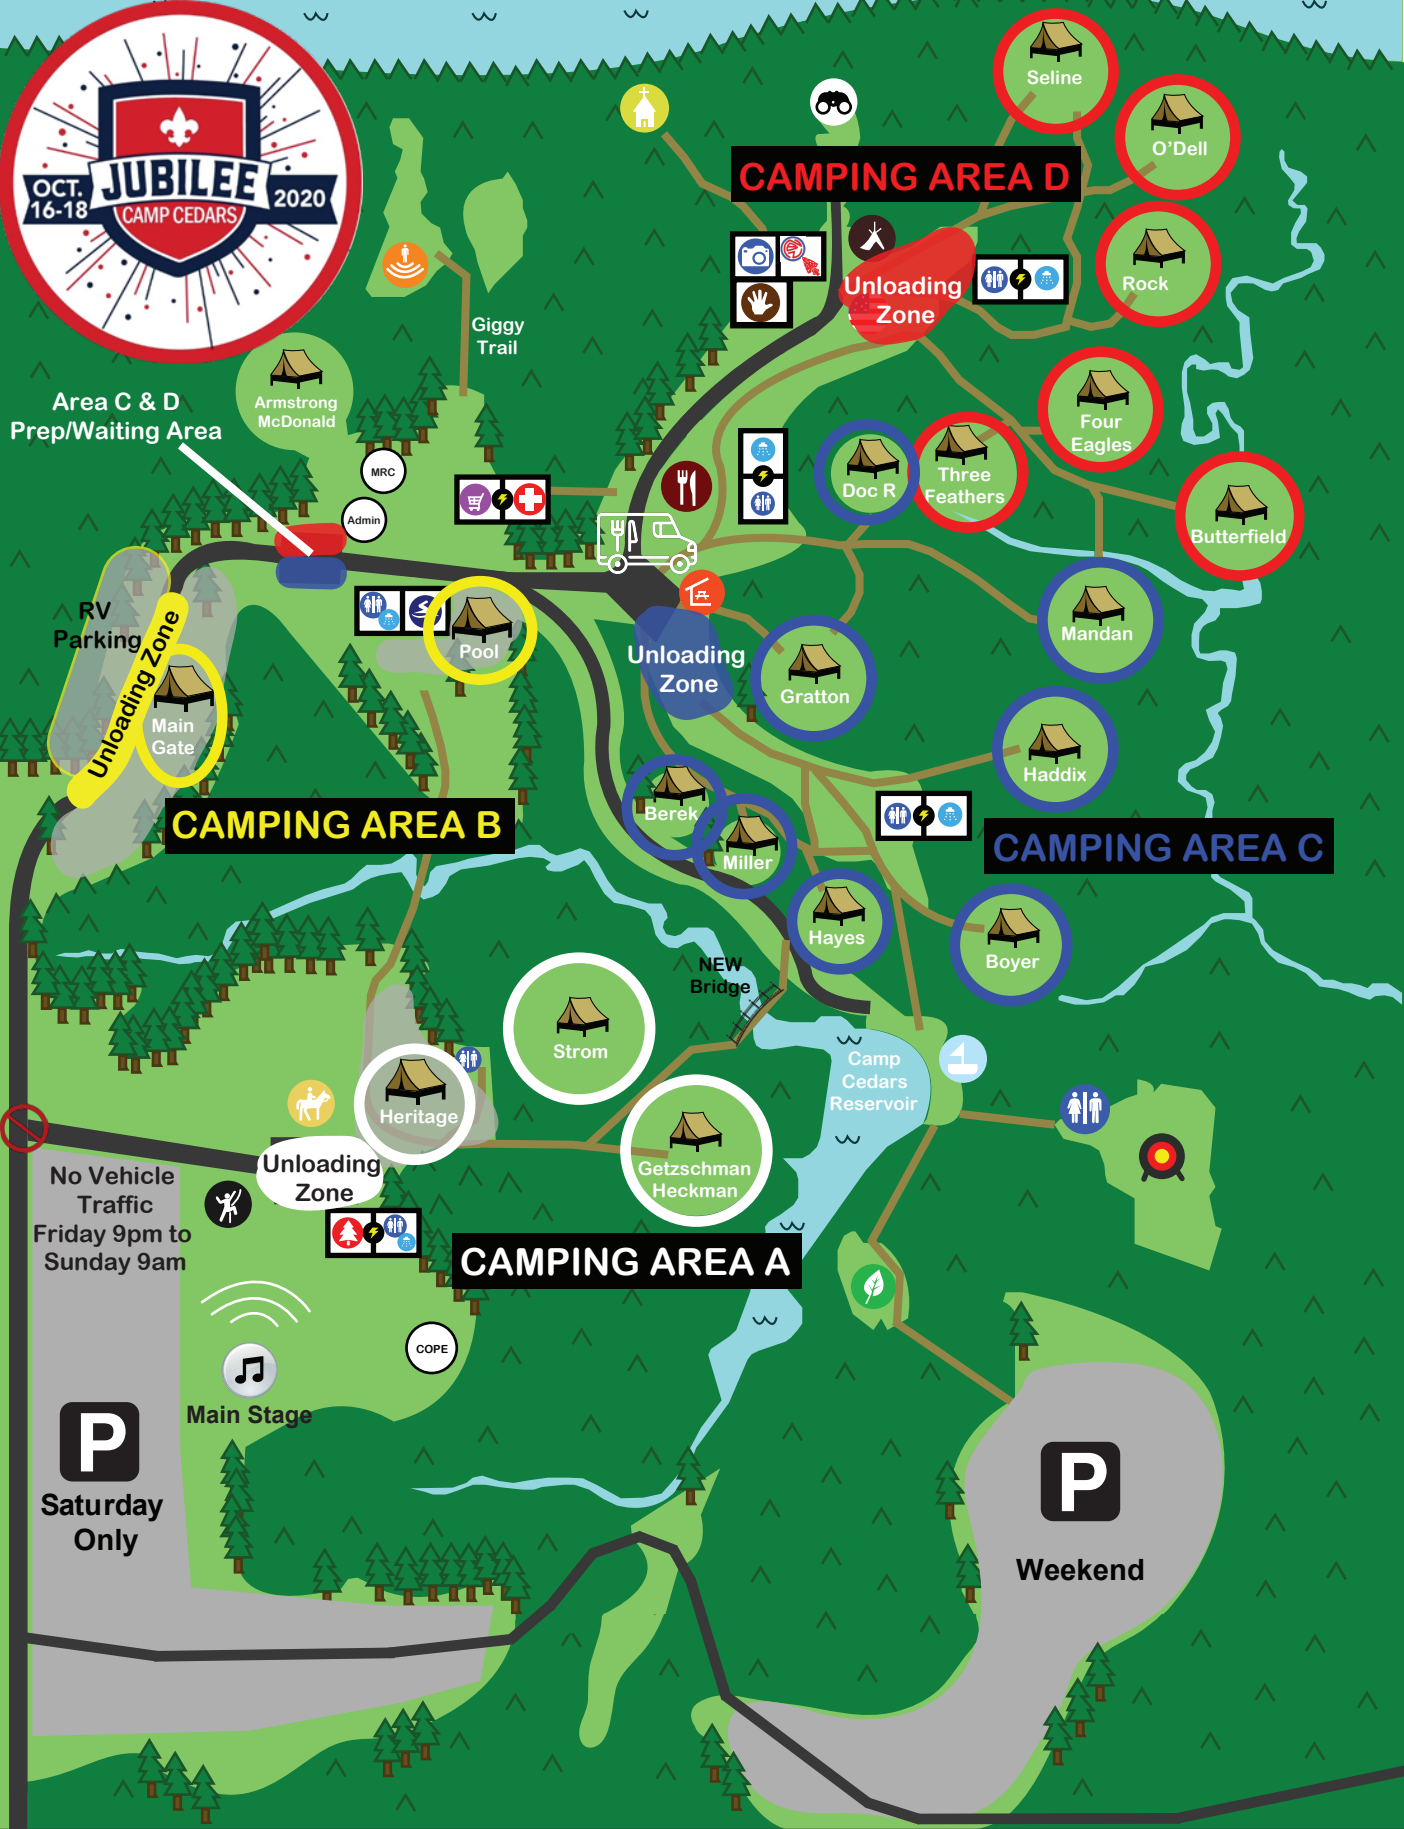 OCT.
16-18
JUBILEE
CAMP CEDARS
2020
Seline
O'Dell
CAMPING AREA D
Rock
Unloading
Zone
Giggy
Trail
Armstrong
McDonald
Area C & D
Prep/Waiting Area
Four
Eagles
MRC
Admin
Doc R
Three
Feathers
Butterfield
RV
Parking
Unloading Zone
Main
Gate
Pool
Unloading
Zone
Gratton
Mandan
Haddix
CAMPING AREA B
Berek
Miller
CAMPING AREA C
Hayes
Boyer
NEW
Bridge
Strom
Camp
Cedars
Reservoir
Heritage
Getzschman
Heckman
Unloading
Zone
No Vehicle
Traffic
Friday 9pm to
Sunday 9am
CAMPING AREA A
COPE
Main Stage
P
Saturday
Only
P
Weekend